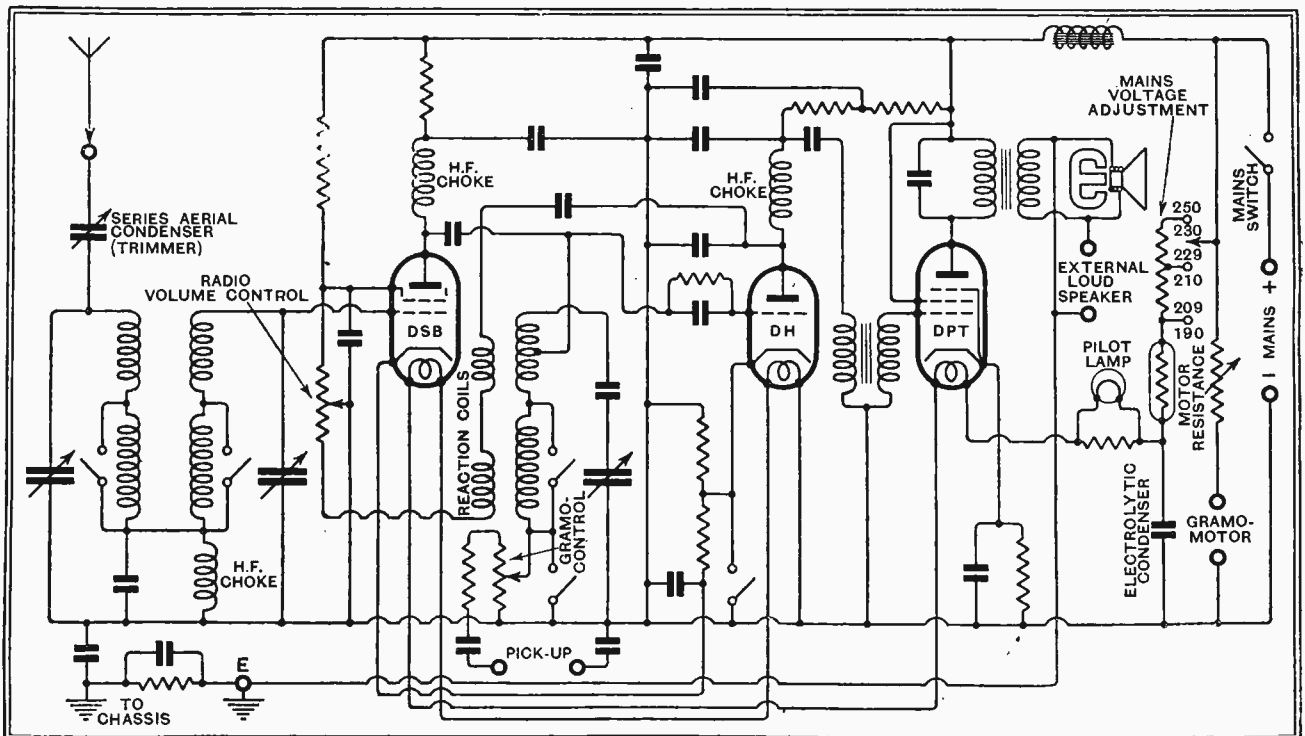 MAINS
VOLTAGE
ADJUSTMENT
H.F.
CHOKE
H.F.
CHOKE
SERIES AERIAL
CONDENSER
(TRIMMER)
RADIO
VOLUME CONTROL
DSB
DH
DPT
REACTION COILS
GRAMO-
CONTROL
EXTERNAL
LOUD
SPEAKER
250
230
229
210
209
190
MAINS
SWITCH
- MAINS +
PILOT
LAMP
MOTOR
RESISTANCE
ELECTROLYTIC
CONDENSER
GRAMO-
MOTOR
H.F.
CHOKE
PICK-UP
E
TO
CHASSIS